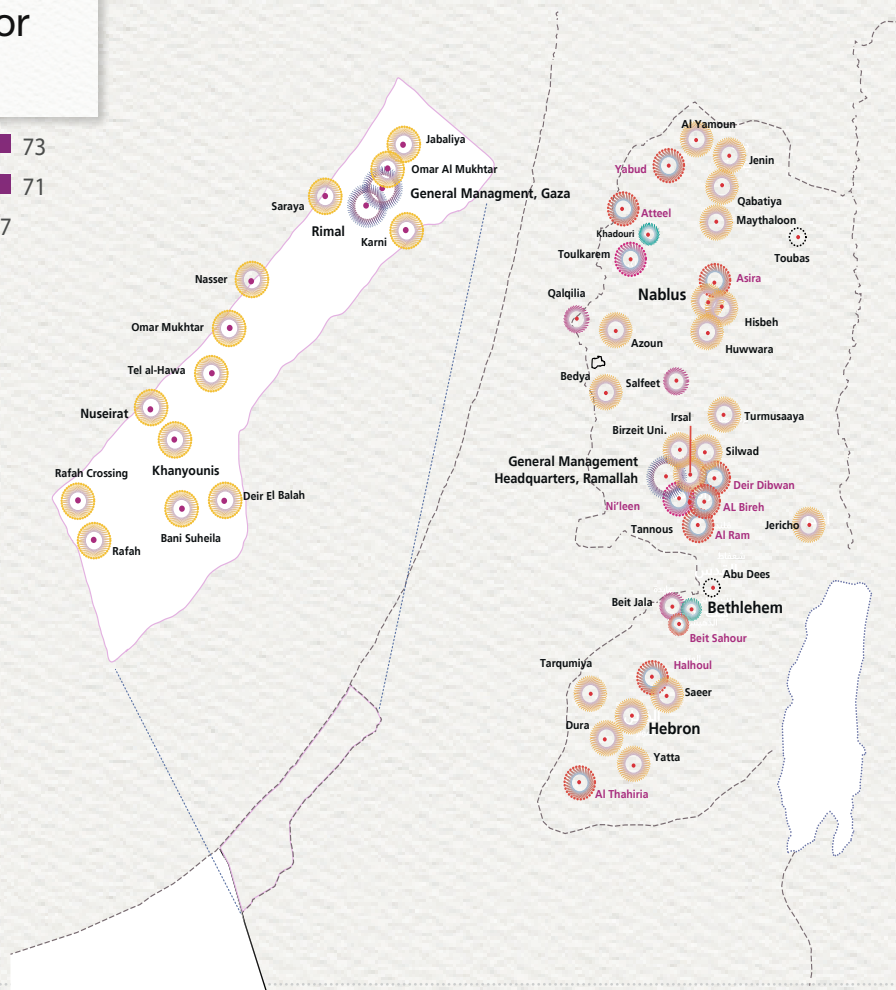 or
73
71
7
Jabaliya
Omar Al Mukhtar
General Managment, Gaza
Saraya
Rimal
Karni
Nasser
Omar Mukhtar
Tel al-Hawa
Nuseirat
Khanyounis
Rafah Crossing
Deir El Balah
Bani Suheila
Rafah
Al Yamoun
Jenin
Yabud
Qabatiya
Atteel
Maythaloon
Khadouri
Toulkarem
Toubas
Asira
Qalqilia
Nablus
Hisbeh
Azoun
Huwwara
Bedya
Salfeet
Irsal
Turmusaaya
Birzeit Uni.
Silwad
General Management
Headquarters, Ramallah
Deir Dibwan
Ni'leen
AL Bireh
Tannous
Al Ram
Jericho
Abu Dees
Beit Jala
Bethlehem
Beit Sahour
Tarqumiya
Halhoul
Saeer
Dura
Hebron
Yatta
Al Thahiria